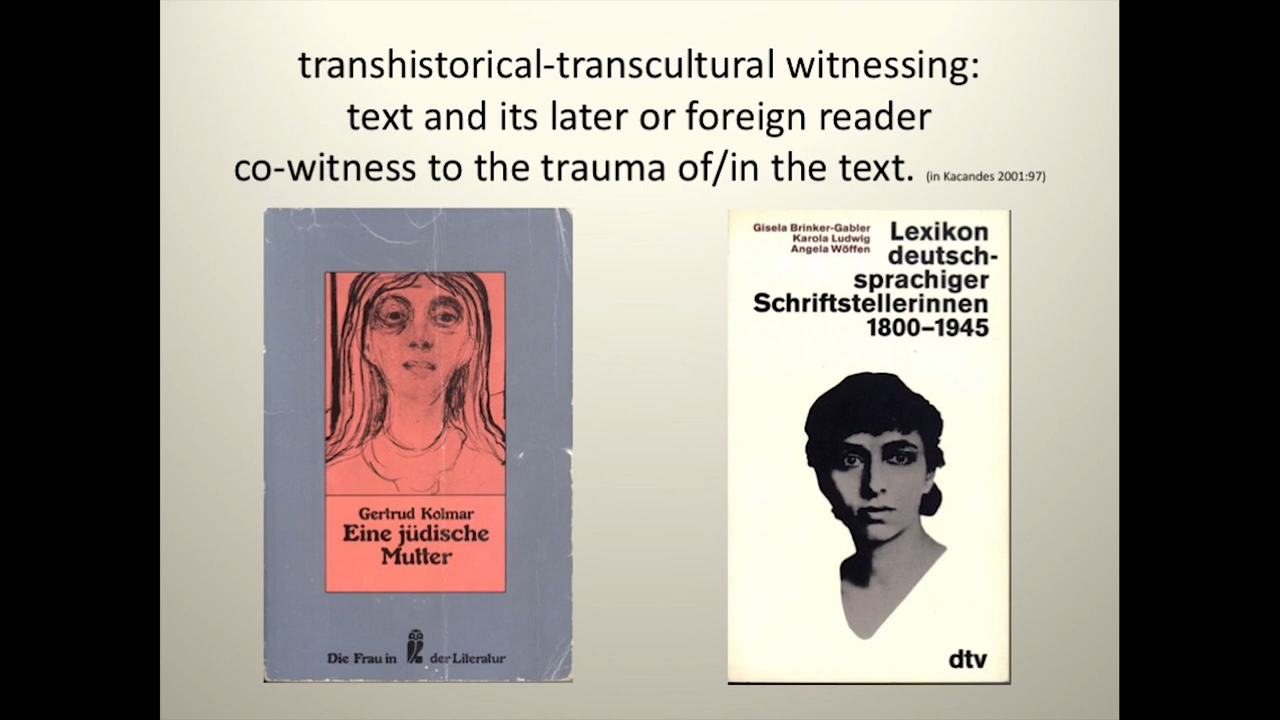 transhistorical-transcultural witnessing:
text and its later or foreign reader
co-witness to the trauma of/in the text. (in Kacandes 2001:97)
Gertrud Kolmar
Eine jüdische
Mutter
Die Frau in der Literatur
Gisela Brinker-Gabler
Karola Ludwig
Angela Wöffen
Lexikon
deutsch-
sprachiger
Schriftstellerinnen
1800–1945
dtv